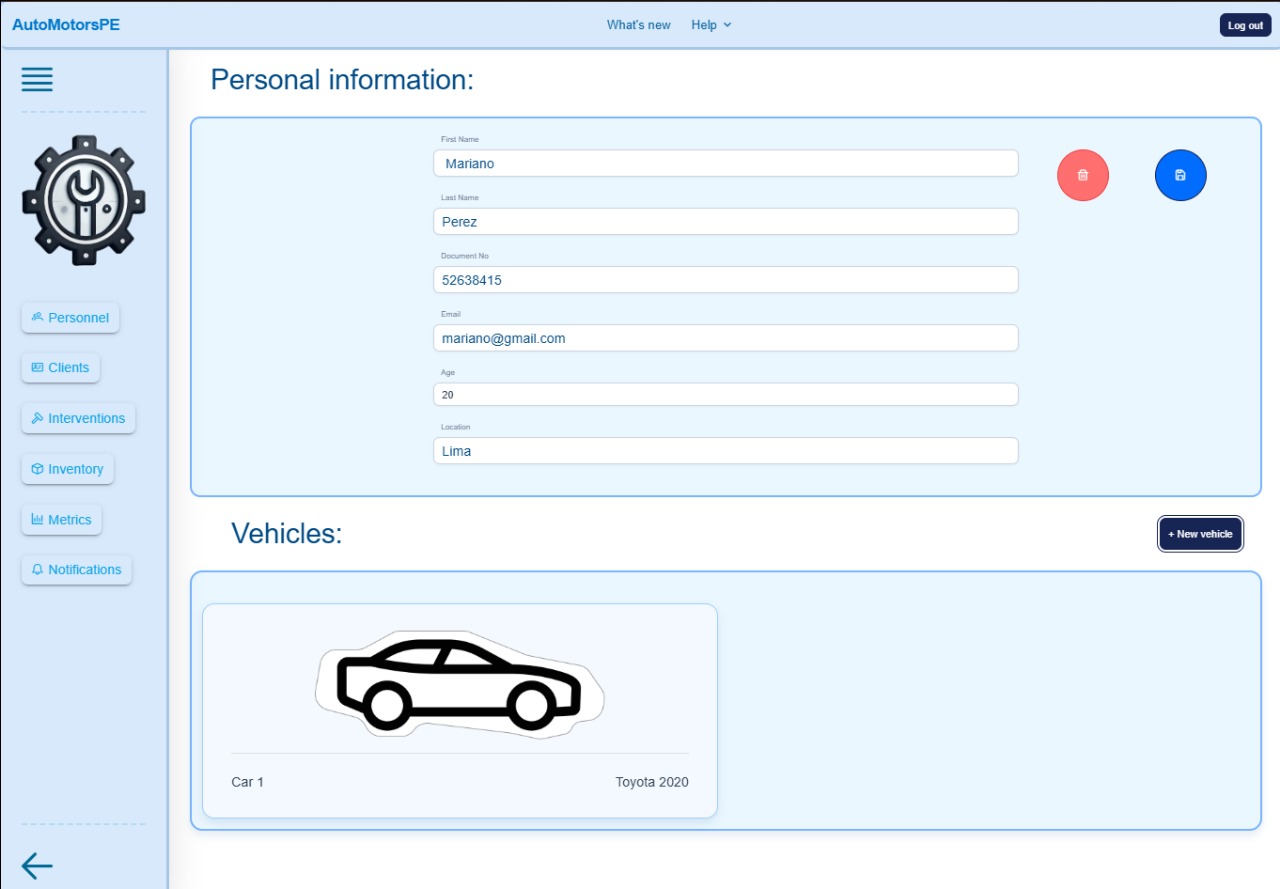 AutoMotorsPE
What's new
Help
Log out
Personnel
Clients
Interventions
Inventory
Metrics
Notifications
Personal information:
First Name
Mariano
Last Name
Perez
Document No
52638415
Email
mariano@gmail.com
Age
20
Location
Lima
Vehicles:
+ New vehicle
Car 1
Toyota 2020